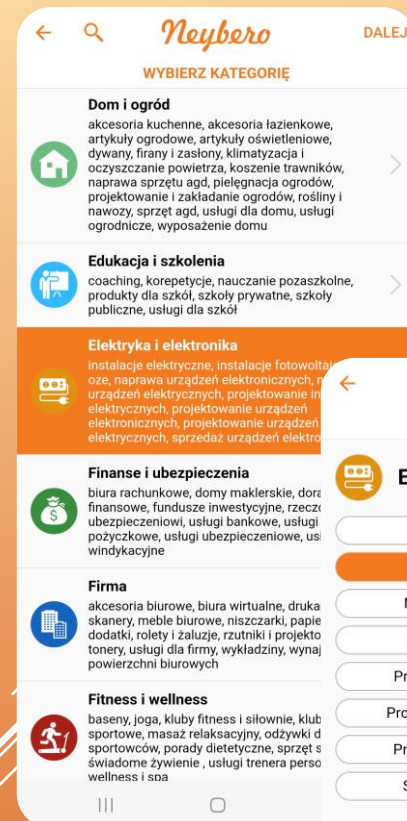 Neybero
DALEJ
WYBIERZ KATEGORIĘ
Dom i ogród
akcesoria kuchenne, akcesoria łazienkowe,
artykuły ogrodowe, artykuły oświetleniowe,
dywany, firany i zasłony, klimatyzacja i
oczyszczanie powietrza, koszenie trawników,
naprawa sprzętu agd, pielęgnacja ogrodów,
projektowanie i zakładanie ogrodów, rośliny i
nawozy, sprzęt agd, usługi dla domu, usługi
ogrodnicze, wyposażenie domu
Edukacja i szkolenia
coaching, korepetycje, nauczanie pozaszkolne,
produkty dla szkół, szkoły prywatne, szkoły
publiczne, usługi dla szkół
Elektryka i elektronika
instalacje elektryczne, instalacje
oze, naprawa urządzeń elektronicznych,
urządzeń elektrycznych, projektowanie
elektrycznych, projektowanie urządzeń
elektronicznych, projektowanie urządzeń
elektrycznych, sprzedaż urządzeń
Finanse i ubezpieczenia
biura rachunkowe, domy maklerskie,
finansowe, fundusze inwestycyjne,
ubezpieczeniowi, usługi bankowe, usługi
pożyczkowe, usługi ubezpieczeniowe,
windykacyjne
Firma
akcesoria biurowe, biura wirtualne,
skanery, meble biurowe, niszczarki,
dodatki, rolety i żaluzje, rzutniki i
tonery, usługi dla firmy, wykładziny,
powierzchni biurowych
Fitness i wellness
baseny, joga, kluby fitness i siłownie,
sportowe, masaż relaksacyjny, odżywki
sportowców, porady dietetyczne, sprzęt
świadome żywienie , usługi trenera
wellness i spa